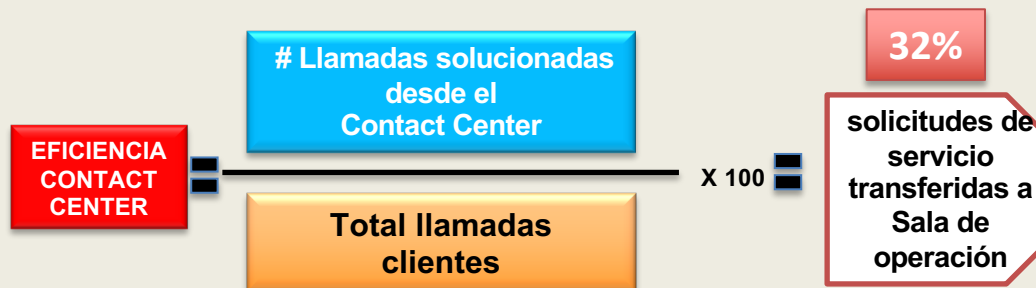 EFICIENCIA
CONTACT
CENTER
# Llamadas solucionadas
desde el
Contact Center
Total llamadas
clientes
X 100
32%
solicitudes de
servicio
transferidas a
Sala de
operación